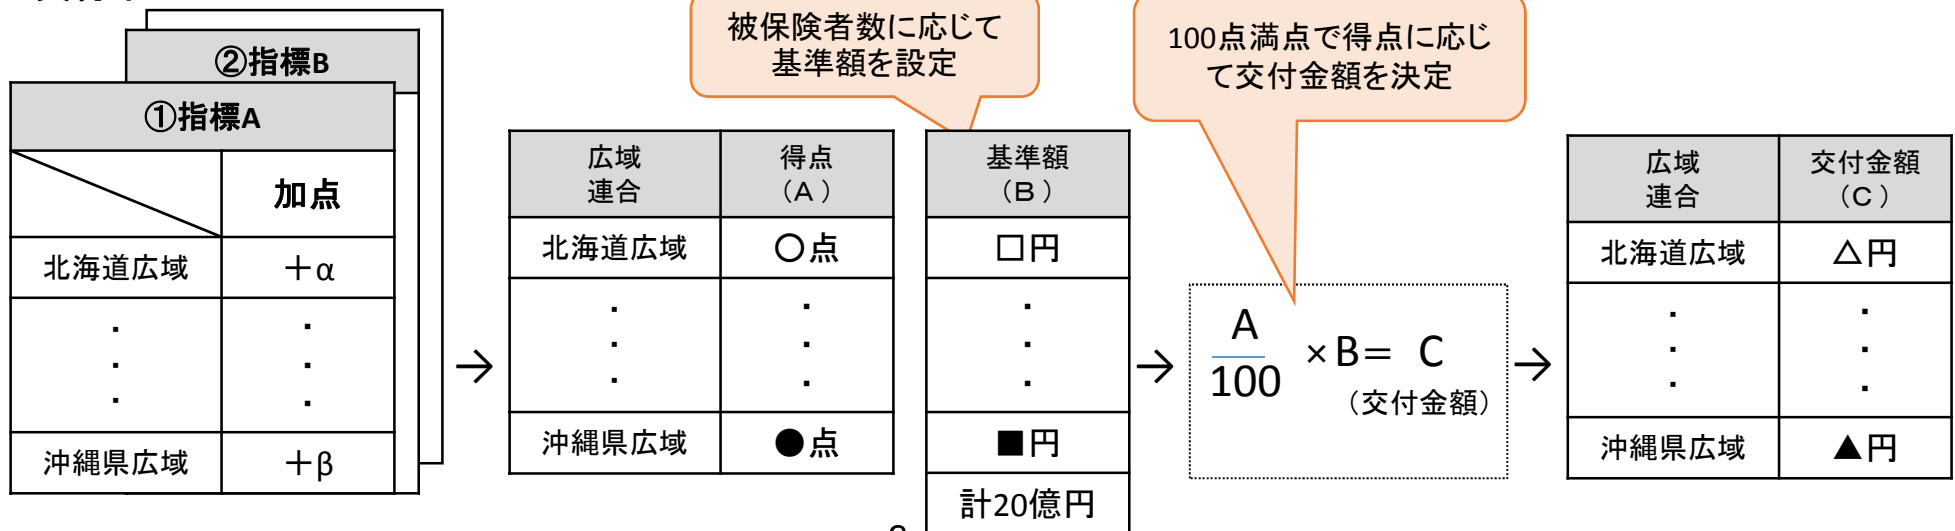 ②指標B
①指標A
加点
北海道広域 ＋α
・ ・
・ ・
・ ・
沖縄県広域 ＋β
→
被保険者数に応じて
基準額を設定
広域
連合
得点
（A）
北海道広域 ○点
・ ・
・ ・
・ ・
沖縄県広域 ●点
基準額
（B）
□円
・
・
・
■円
計20億円
→
100点満点で得点に応じ
て交付金額を決定
A
100
×B＝ C
（交付金額）
→
広域
連合
交付金額
（C）
北海道広域 △円
・ ・
・ ・
・ ・
沖縄県広域 ▲円